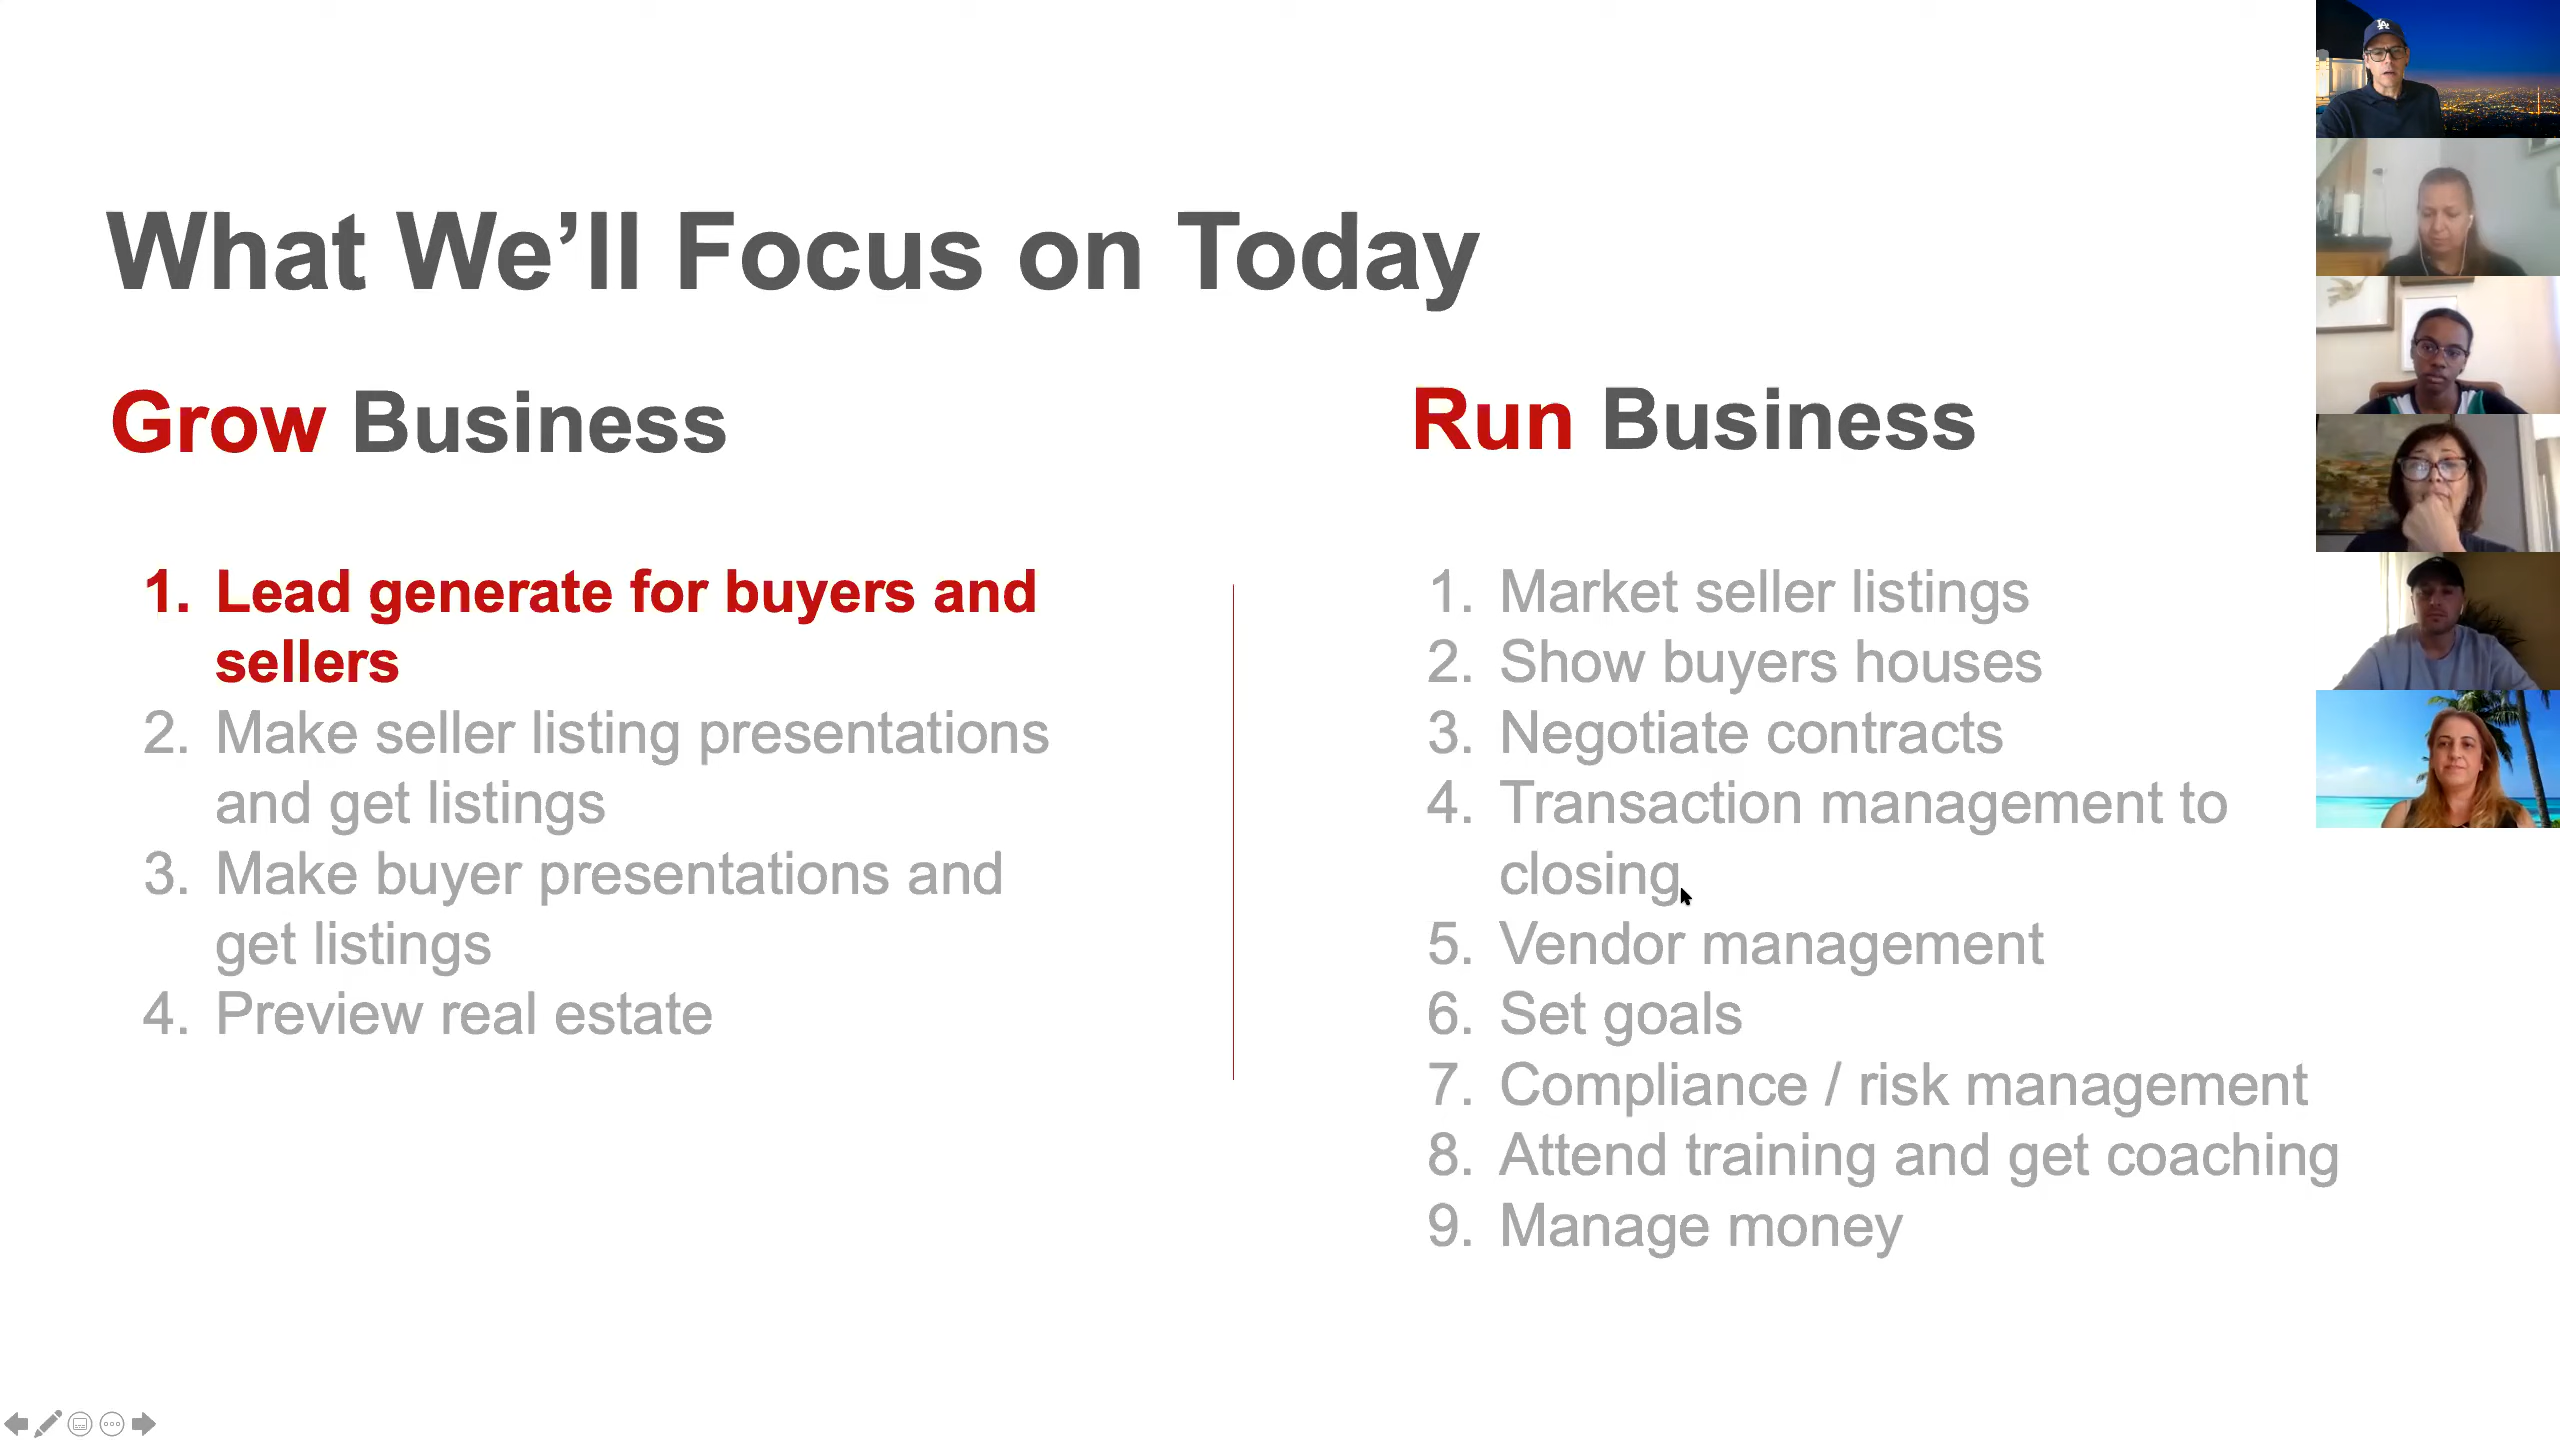 What We’ll Focus on Today
Grow Business
1. Lead generate for buyers and
sellers
2. Make seller listing presentations
and get listings
3. Make buyer presentations and
get listings
4. Preview real estate
Run Business
1. Market seller listings
2. Show buyers houses
3. Negotiate contracts
4. Transaction management to
closing
5. Vendor management
6. Set goals
7. Compliance / risk management
8. Attend training and get coaching
9. Manage money
LA